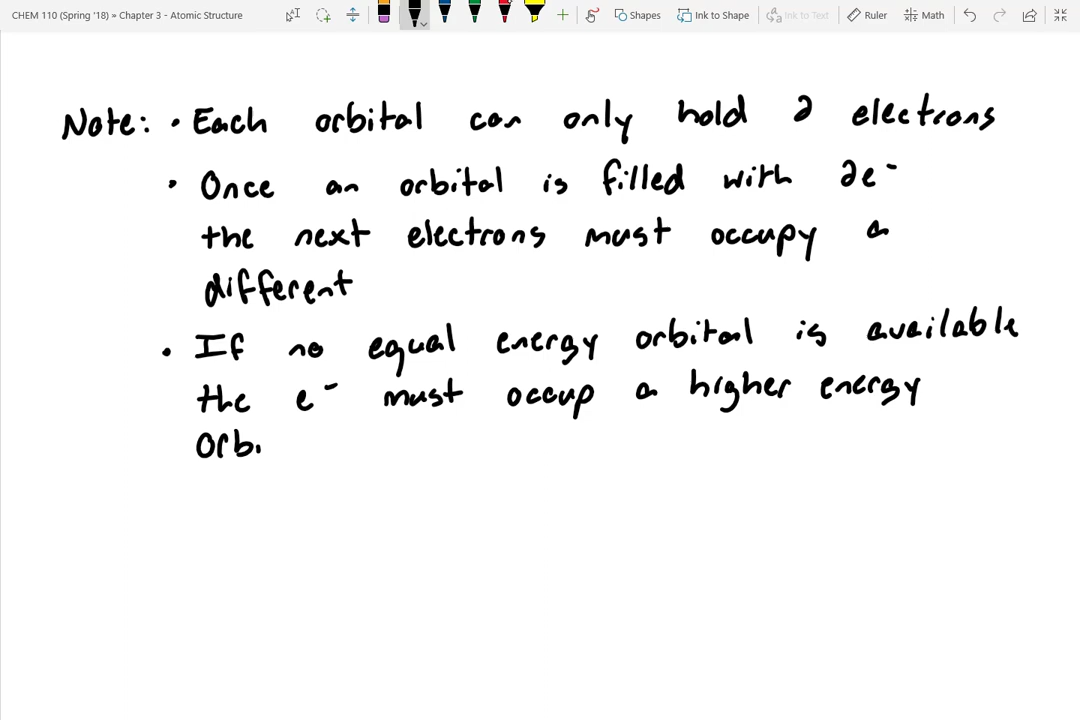 CHEM 110 (Spring '18) » Chapter 3 - Atomic Structure
Shapes
Ink to Shape
Ink to Text
Ruler
Math
Note: • Each orbital can only hold 2 electrons
• Once an orbital is filled with 2e⁻
the next electrons must occupy a
different
• If no equal energy orbital is available
the e⁻ must occup a higher energy
Orbi